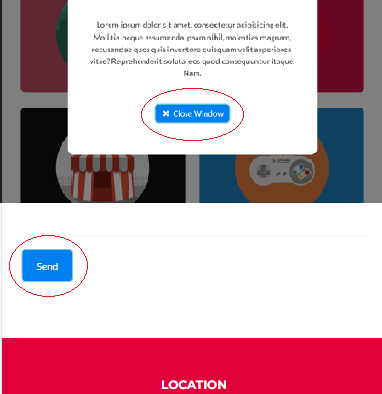 Lorem ipsum dolor sit amet, consectetur adipisicing elit.
Mollitia neque assumenda ipsam nihil, molestias magnam,
recusandae quos quis inventore quisquam velit asperiores,
vitae? Reprehenderit soluta, eos quod consequuntur itaque.
Nam.
✖ Close Window
Send
LOCATION